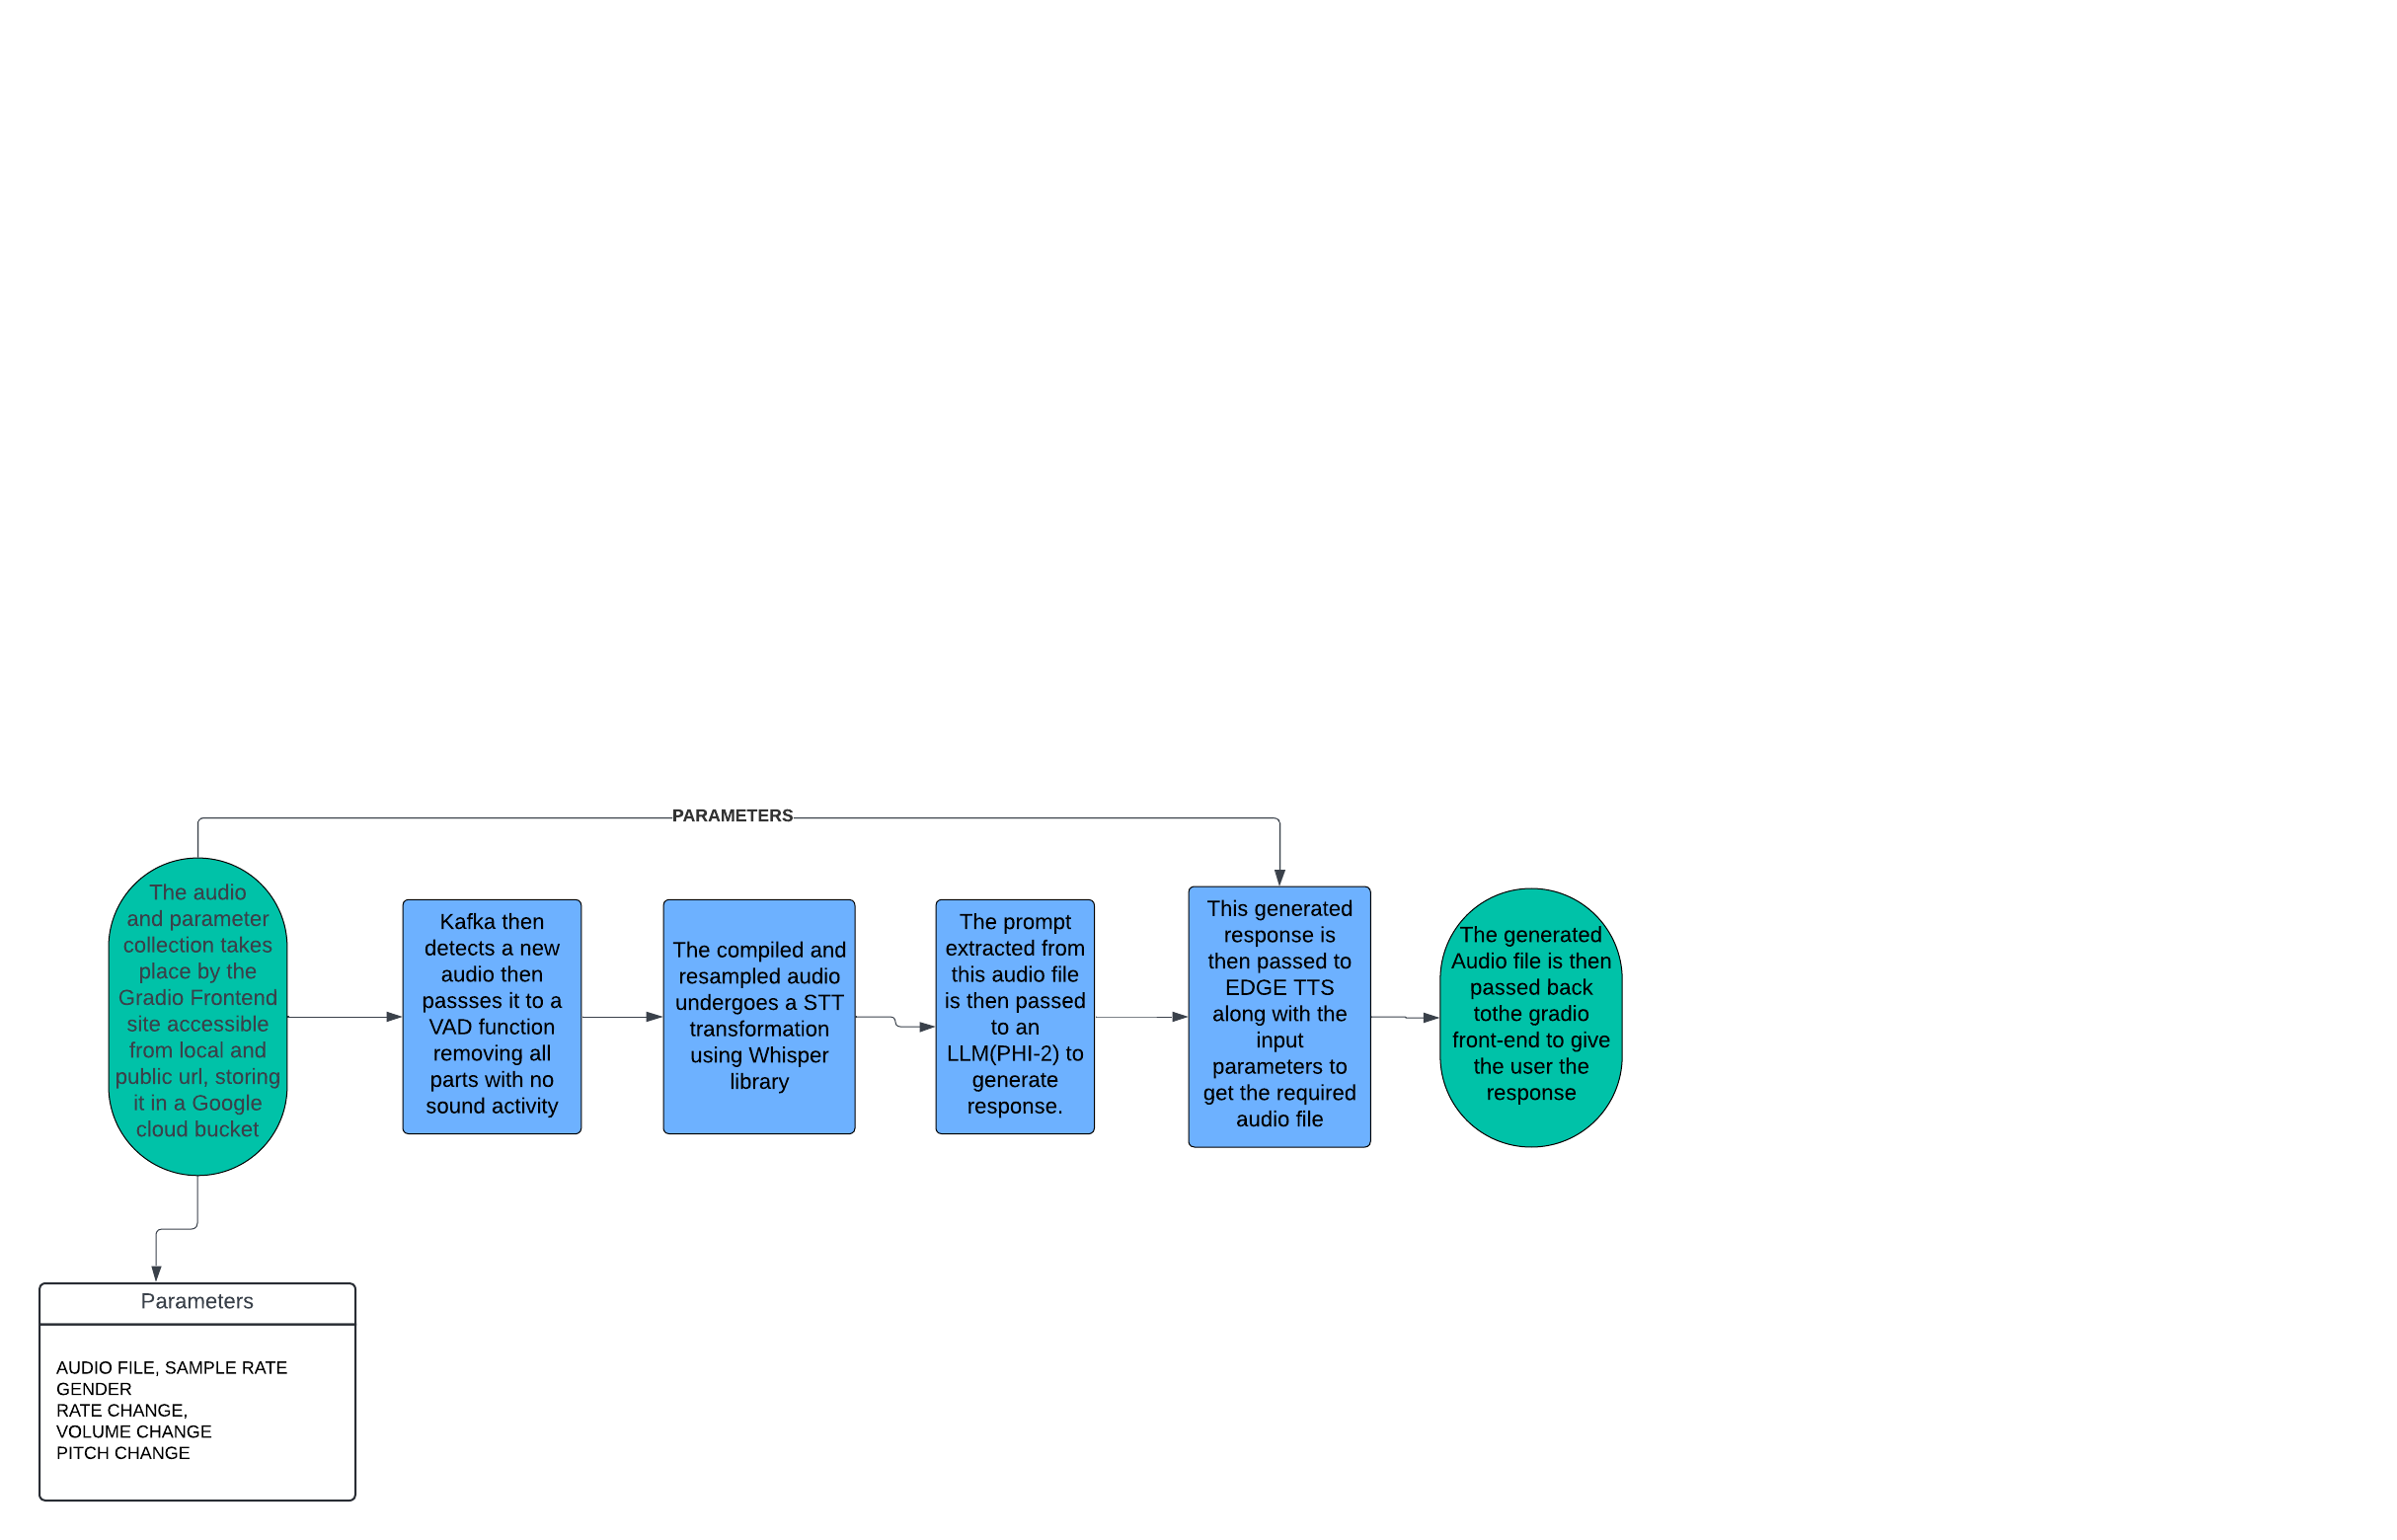 PARAMETERS
The audio
and parameter
collection takes
place by the
Gradio Frontend
site accessible
from local and
public url, storing
it in a Google
cloud bucket
Kafka then
detects a new
audio then
passses it to a
VAD function
removing all
parts with no
sound activity
The compiled and
resampled audio
undergoes a STT
transformation
using Whisper
library
The prompt
extracted from
this audio file
is then passed
to an
LLM(PHI-2) to
generate
response.
This generated
response is
then passed to
EDGE TTS
along with the
input
parameters to
get the required
audio file
The generated
Audio file is then
passed back
tothe gradio
front-end to give
the user the
response
Parameters
AUDIO FILE, SAMPLE RATE
GENDER
RATE CHANGE,
VOLUME CHANGE
PITCH CHANGE